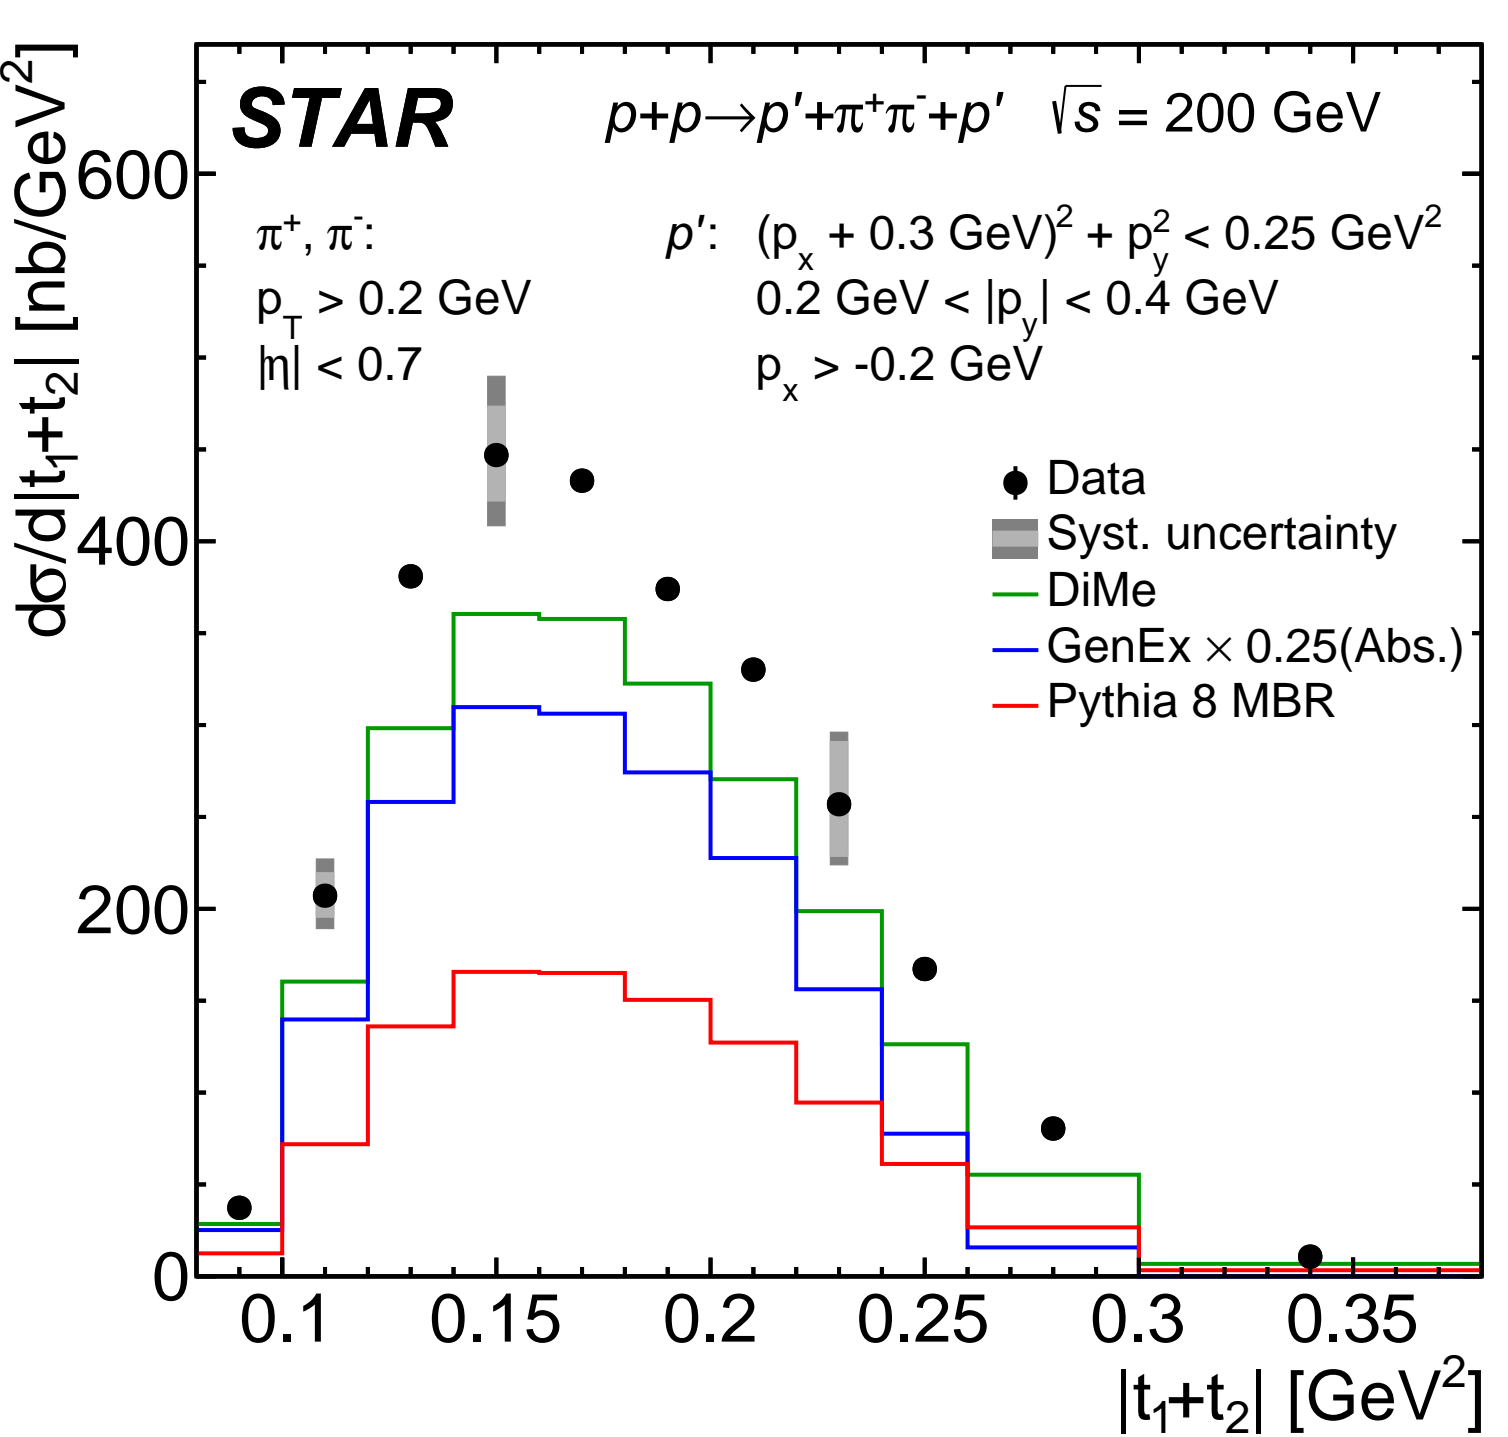 STAR p+p→p′+π⁺π⁻+p′ √s = 200 GeV
π⁺, π⁻: p′: (pₓ + 0.3 GeV)² + p_y² < 0.25 GeV²
p_T > 0.2 GeV 0.2 GeV < |p_y| < 0.4 GeV
|η| < 0.7 pₓ > -0.2 GeV
Data
Syst. uncertainty
DiMe
GenEx × 0.25(Abs.)
Pythia 8 MBR
dσ/d|t₁+t₂| [nb/GeV²]
600
400
200
0
0.1 0.15 0.2 0.25 0.3 0.35
|t₁+t₂| [GeV²]